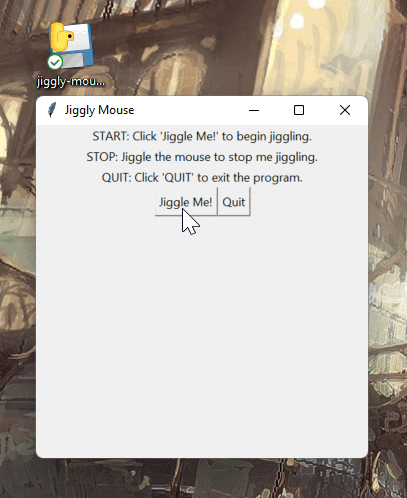 jiggly-mou...
Jiggly Mouse
START: Click 'Jiggle Me!' to begin jiggling.
STOP: Jiggle the mouse to stop me jiggling.
QUIT: Click 'QUIT' to exit the program.
Jiggle Me! Quit